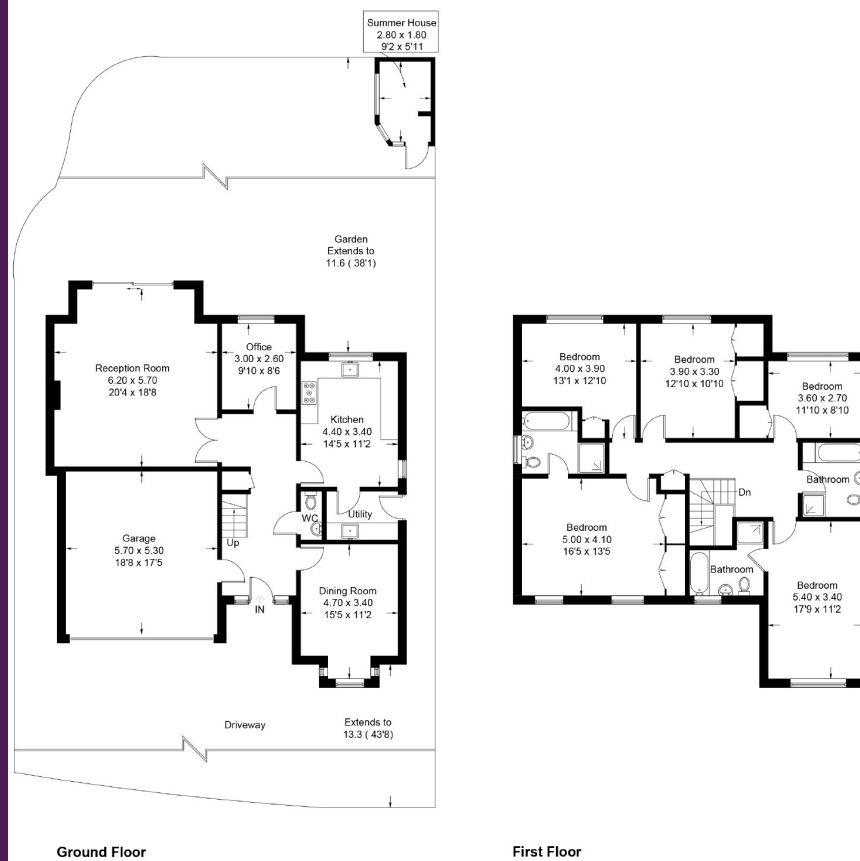 Summer House
2.80 x 1.80
9'2 x 5'11
Garden
Extends to
11.6 ( 38'1)
Reception Room
6.20 x 5.70
20'4 x 18'8
Office
3.00 x 2.60
9'10 x 8'6
Kitchen
4.40 x 3.40
14'5 x 11'2
WC
Utility
Garage
5.70 x 5.30
18'8 x 17'5
Up
IN
Dining Room
4.70 x 3.40
15'5 x 11'2
Driveway
Extends to
13.3 ( 43'8)
Ground Floor
Bedroom
4.00 x 3.90
13'1 x 12'10
Bedroom
3.90 x 3.30
12'10 x 10'10
Bedroom
3.60 x 2.70
11'10 x 8'10
Bathroom
Dn
Bedroom
5.00 x 4.10
16'5 x 13'5
Bathroom
Bedroom
5.40 x 3.40
17'9 x 11'2
First Floor